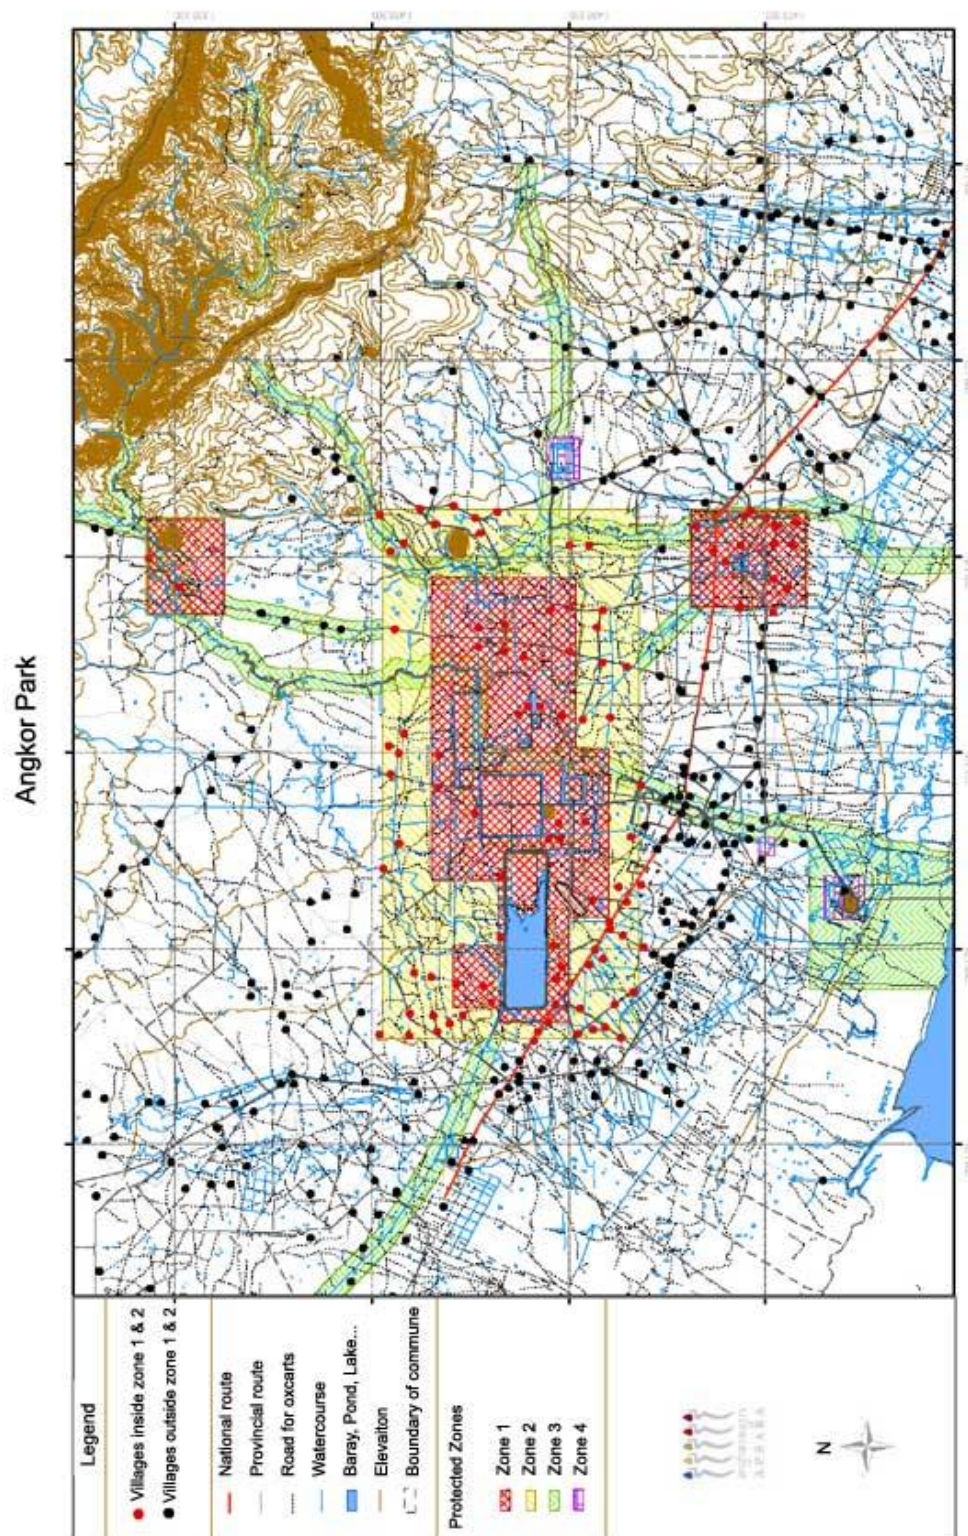 Angkor Park
Legend
Villages inside zone 1 & 2
Villages outside zone 1 & 2
National route
Provincial route
Road for oxcarts
Watercourse
Baray, Pond, Lake...
Elevaiton
Boundary of commune
Protected Zones
Zone 1
Zone 2
Zone 3
Zone 4
APSARA
N